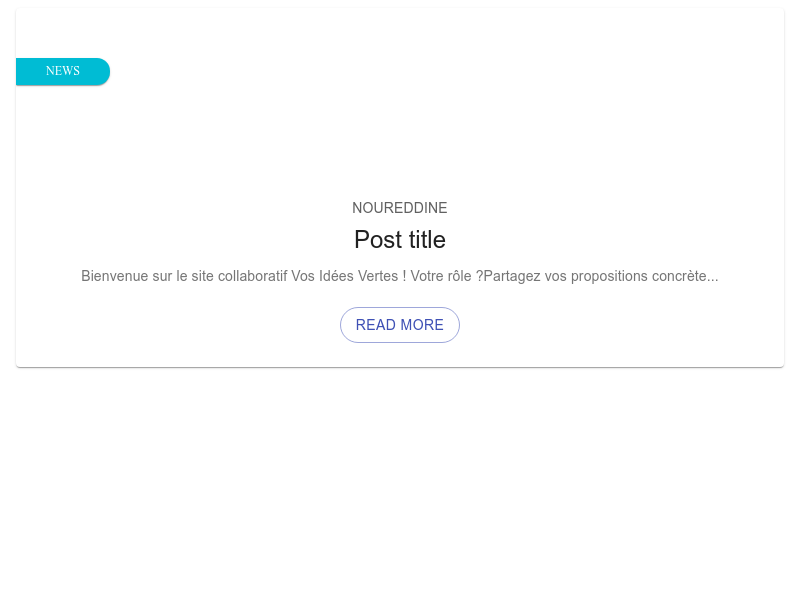 NEWS
NOUREDDINE
Post title
Bienvenue sur le site collaboratif Vos Idées Vertes ! Votre rôle ?Partagez vos propositions concrète...
READ MORE